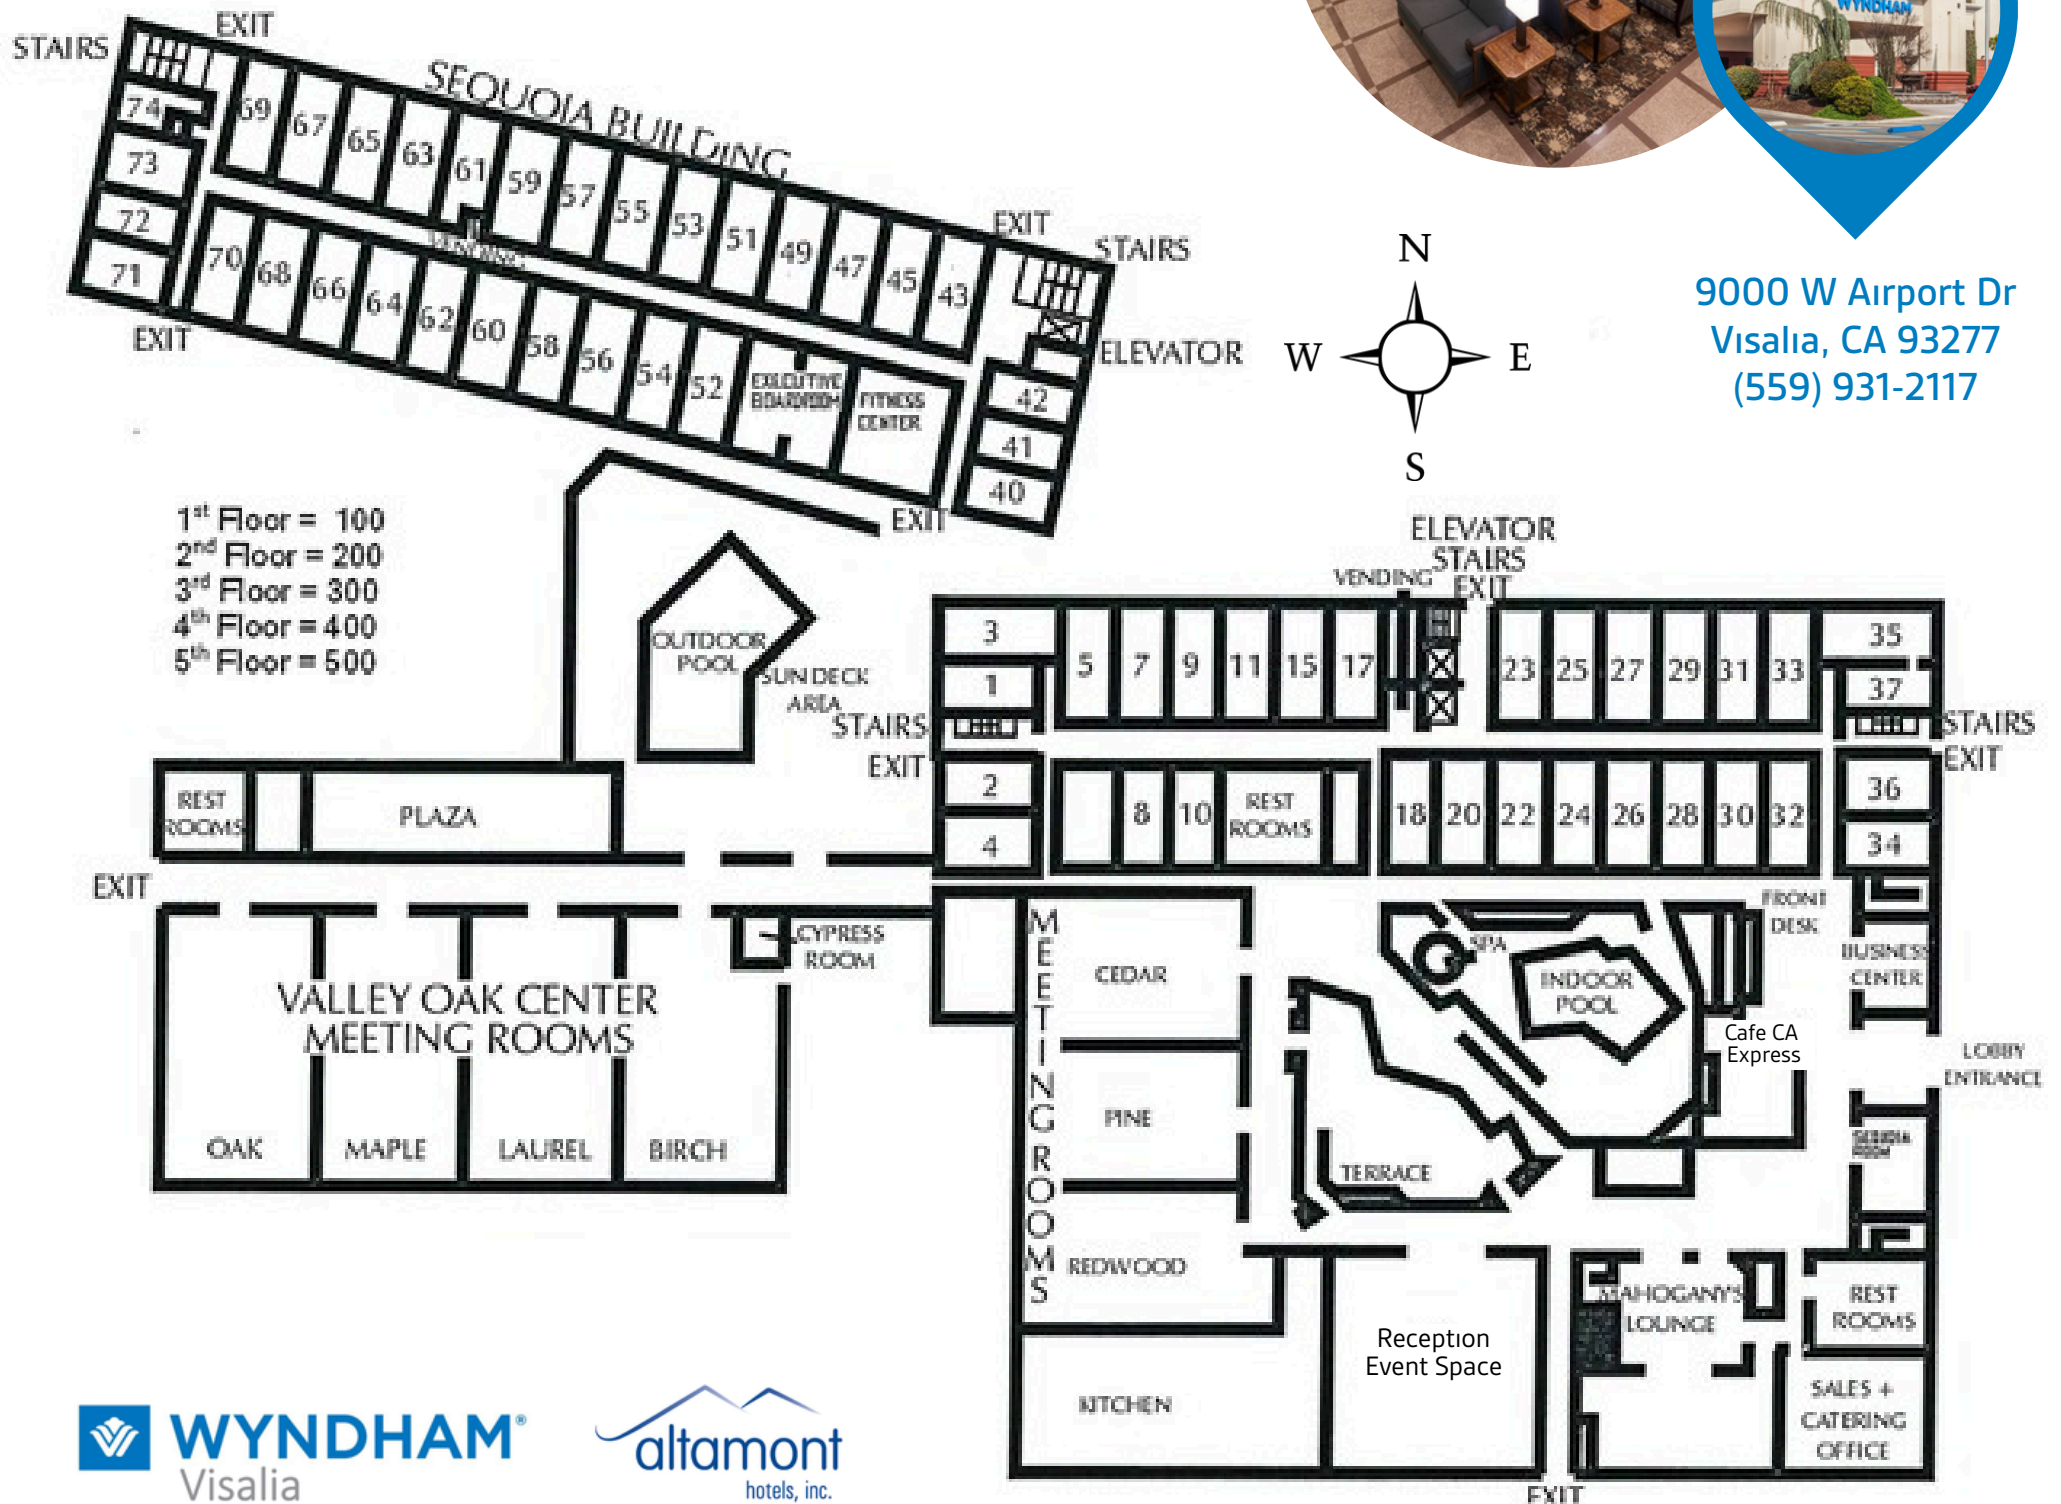 WYNDHAM
9000 W Airport Dr
Visalia, CA 93277
(559) 931-2117
EXIT
STAIRS
SEQUOIA BUILDING
74
73
72
71
69
67
65
63
61
59
57
55
53
51
49
47
45
43
VENDING
70
68
66
64
62
60
58
56
54
52
EXECUTIVE
BOARDROOM
FITNESS
CENTER
EXIT
STAIRS
ELEVATOR
42
41
40
EXIT
EXIT
N
W
E
S
1st Floor = 100
2nd Floor = 200
3rd Floor = 300
4th Floor = 400
5th Floor = 500
OUTDOOR
POOL
SUN DECK
AREA
ELEVATOR
STAIRS
EXIT
VENDING
3
1
5
7
9
11
15
17
23
25
27
29
31
33
35
37
STAIRS
EXIT
STAIRS
EXIT
2
4
8
10
REST
ROOMS
18
20
22
24
26
28
30
32
36
34
REST
ROOMS
PLAZA
EXIT
CYPRESS
ROOM
VALLEY OAK CENTER
MEETING ROOMS
OAK
MAPLE
LAUREL
BIRCH
MEETING ROOMS
CEDAR
PINE
REDWOOD
KITCHEN
SPA
INDOOR
POOL
FRONT
DESK
BUSINESS
CENTER
Cafe CA
Express
LOBBY
ENTRANCE
TERRACE
SEQUOIA
ROOM
Reception
Event Space
MAHOGANY'S
LOUNGE
REST
ROOMS
SALES +
CATERING
OFFICE
EXIT
WYNDHAM®
Visalia
altamont
hotels, inc.